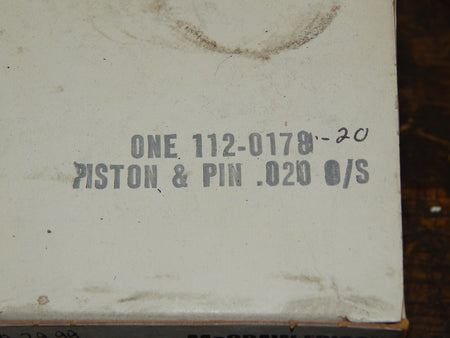 ONE 112-0178 -20
PISTON & PIN .020 O/S